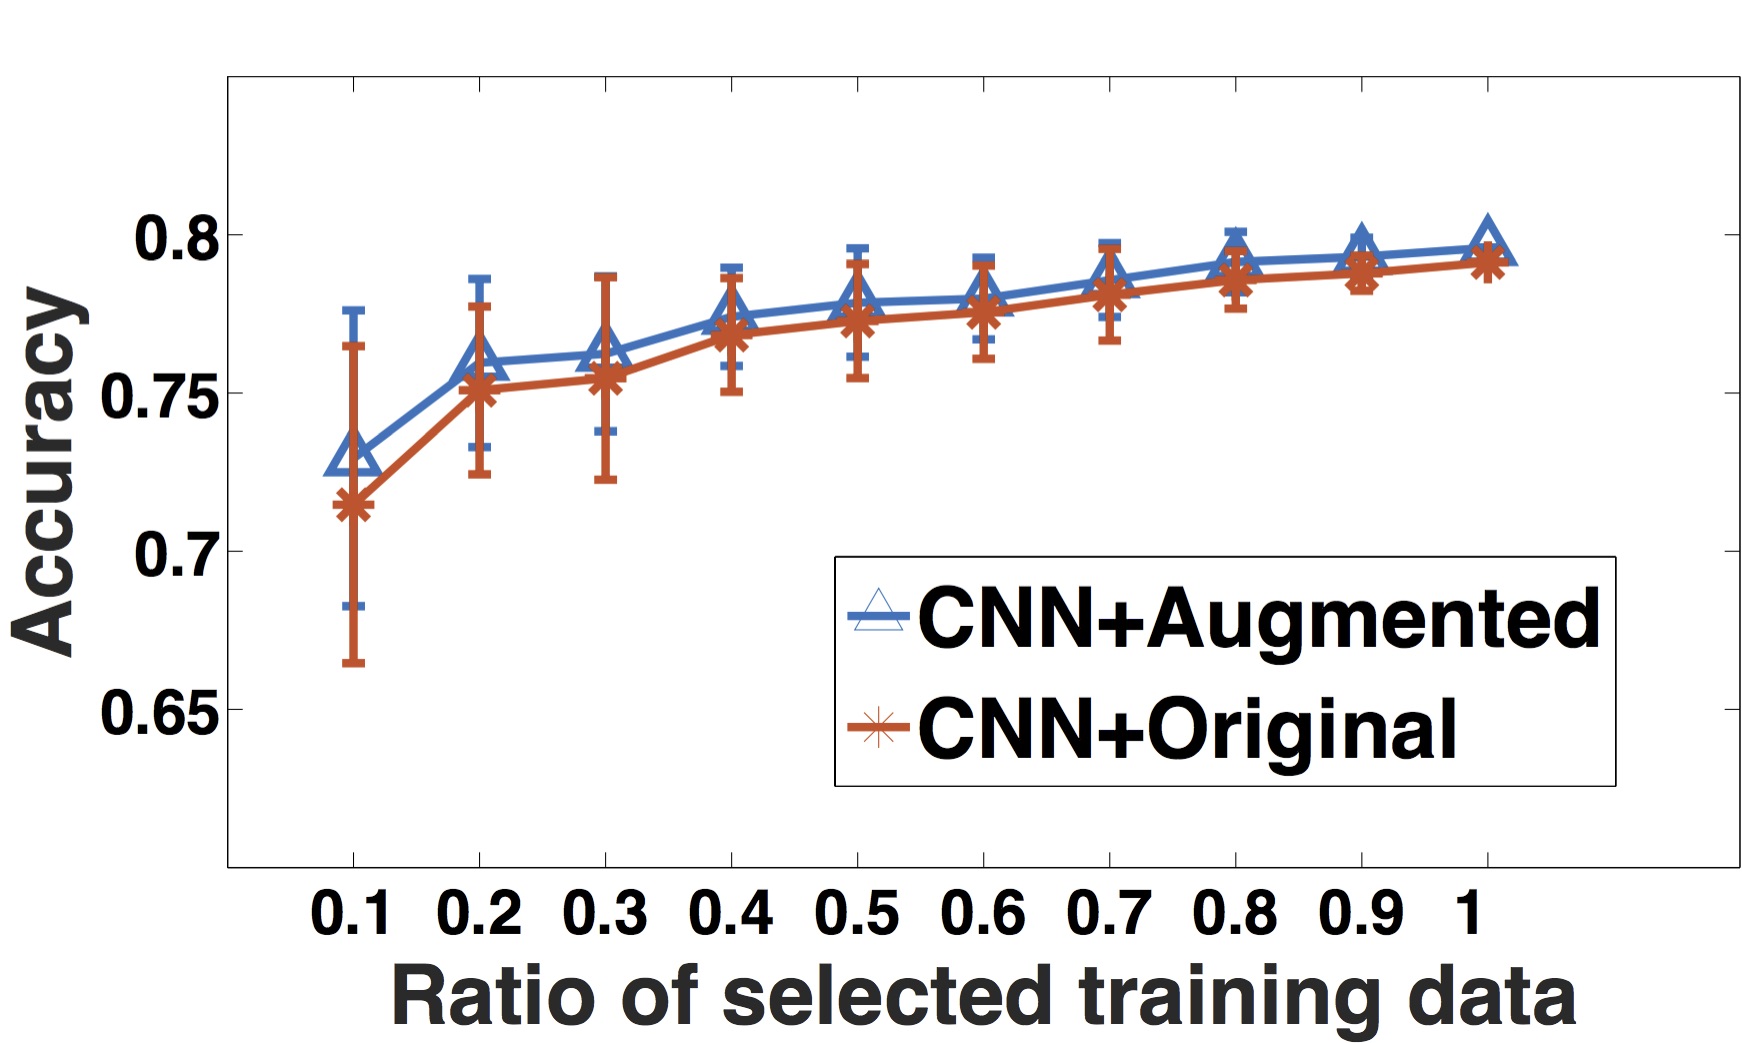 Accuracy
0.8
0.75
0.7
0.65
CNN+Augmented
CNN+Original
0.1 0.2 0.3 0.4 0.5 0.6 0.7 0.8 0.9 1
Ratio of selected training data